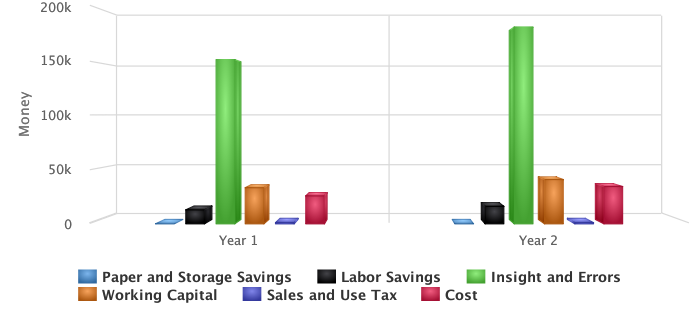 200k
150k
100k
50k
0
Money
Year 1 Year 2
Paper and Storage Savings Labor Savings Insight and Errors
Working Capital Sales and Use Tax Cost